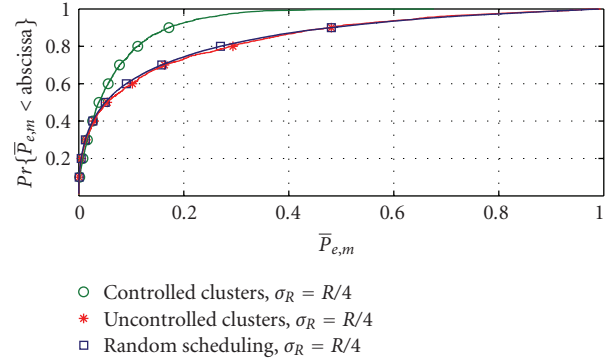 Pr{P̅e,m < abscissa}
1
0.8
0.6
0.4
0.2
0 0.2 0.4 0.6 0.8 1
P̅e,m
Controlled clusters, σR = R/4
Uncontrolled clusters, σR = R/4
Random scheduling, σR = R/4